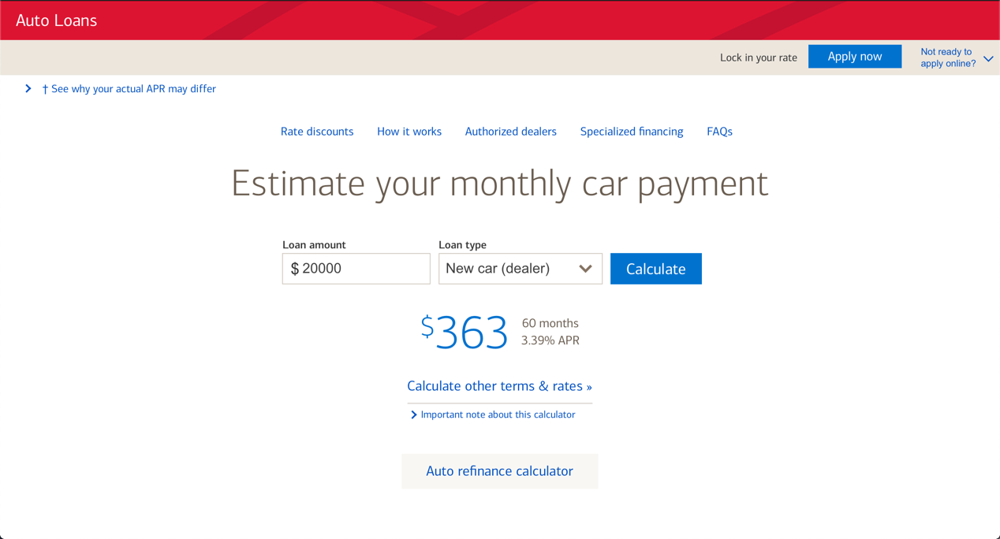 Auto Loans
Lock in your rate
Apply now
Not ready to
apply online?
† See why your actual APR may differ
Rate discounts
How it works
Authorized dealers
Specialized financing
FAQs
Estimate your monthly car payment
Loan amount
Loan type
$ 20000
New car (dealer)
Calculate
$363
60 months
3.39% APR
Calculate other terms & rates »
Important note about this calculator
Auto refinance calculator